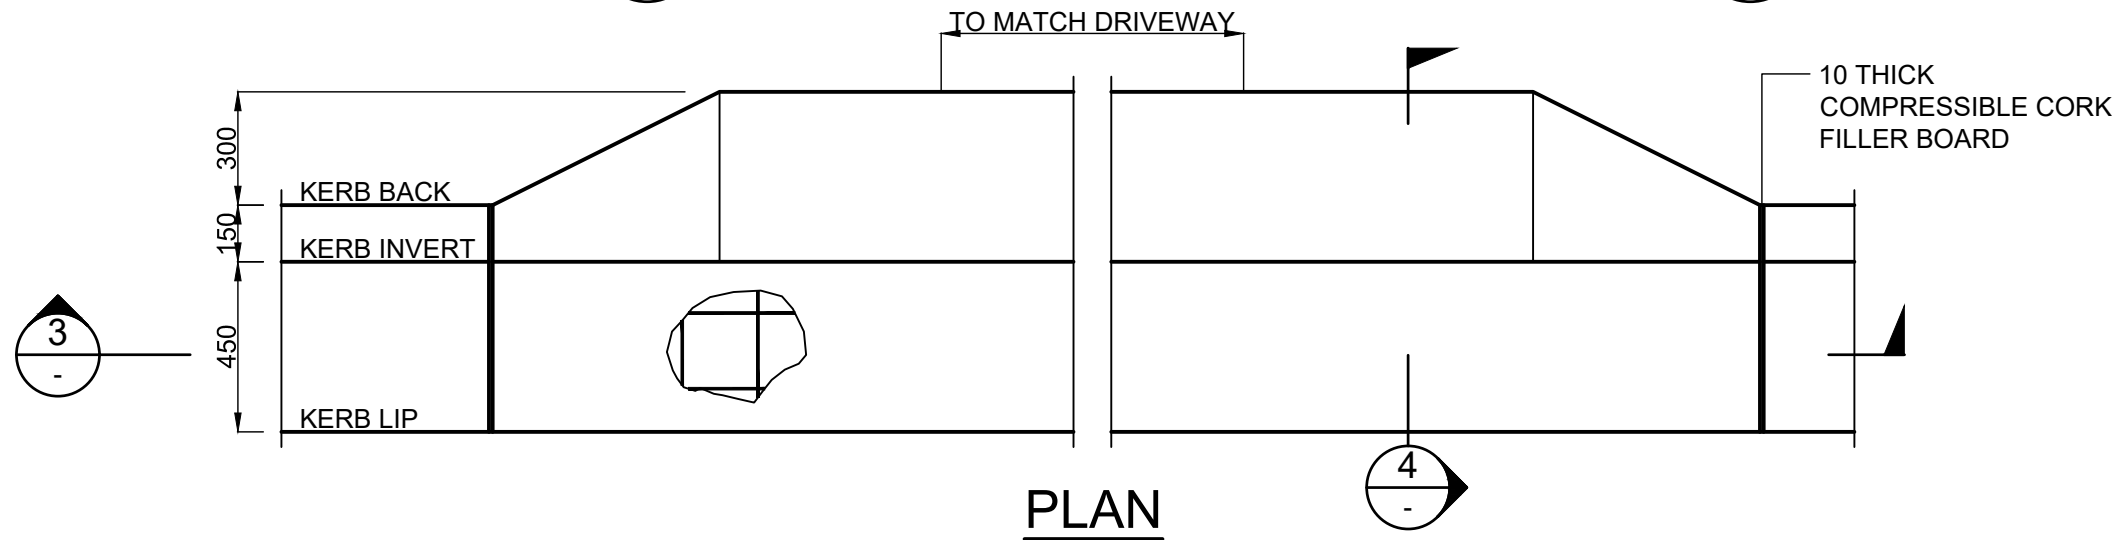 TO MATCH DRIVEWAY
10 THICK
COMPRESSIBLE CORK
FILLER BOARD
300
KERB BACK
150
KERB INVERT
3
-
450
KERB LIP
4
-
PLAN